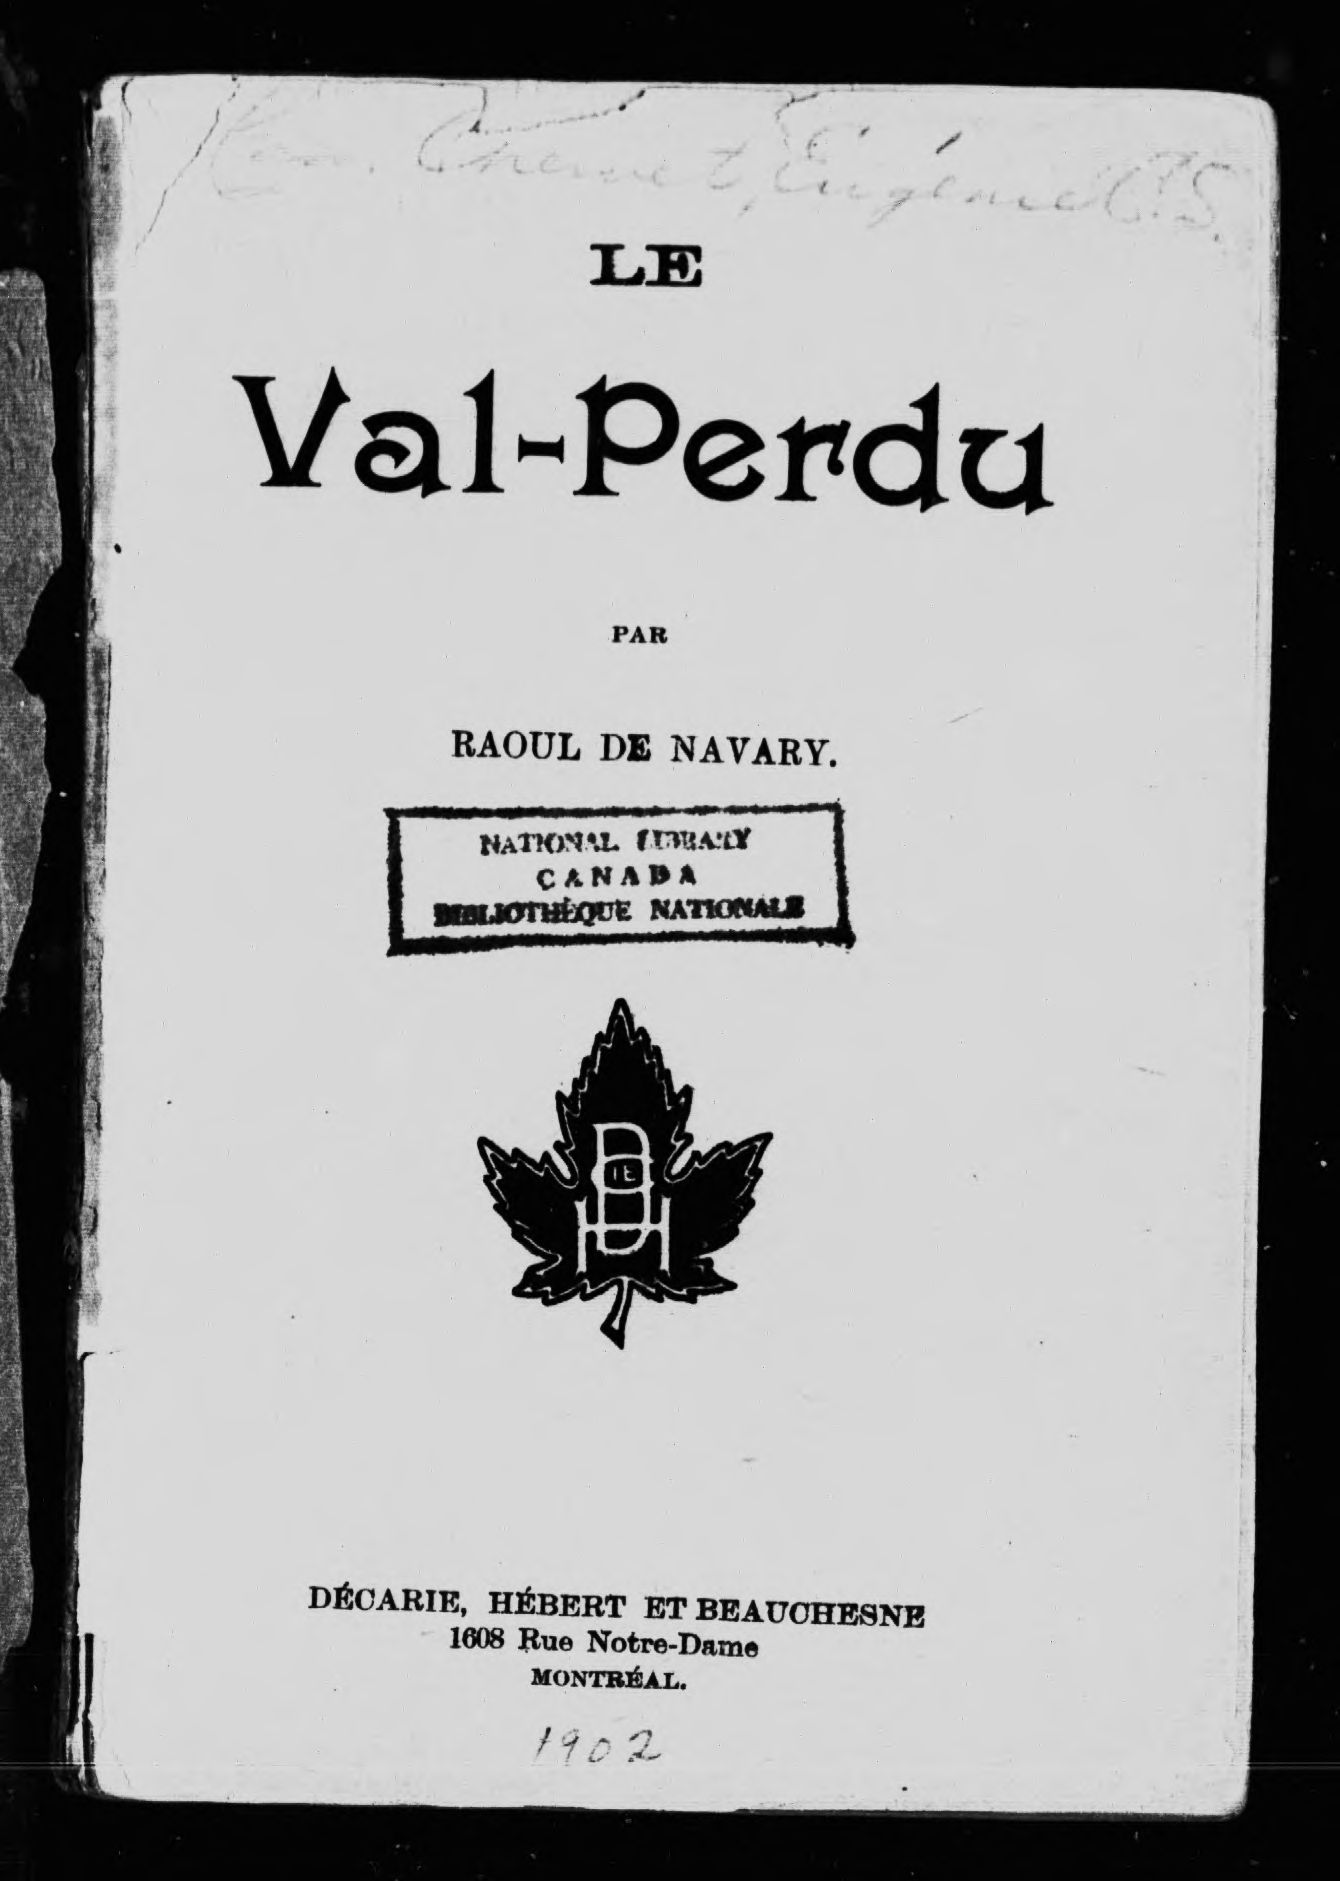 Eugénie
LE
Val-Perdu
PAR
RAOUL DE NAVARY.
NATIONAL LIBRARY
CANADA
BIBLIOTHÈQUE NATIONALE
DÉCARIE, HÉBERT ET BEAUCHESNE
1608 Rue Notre-Dame
MONTRÉAL.
1902